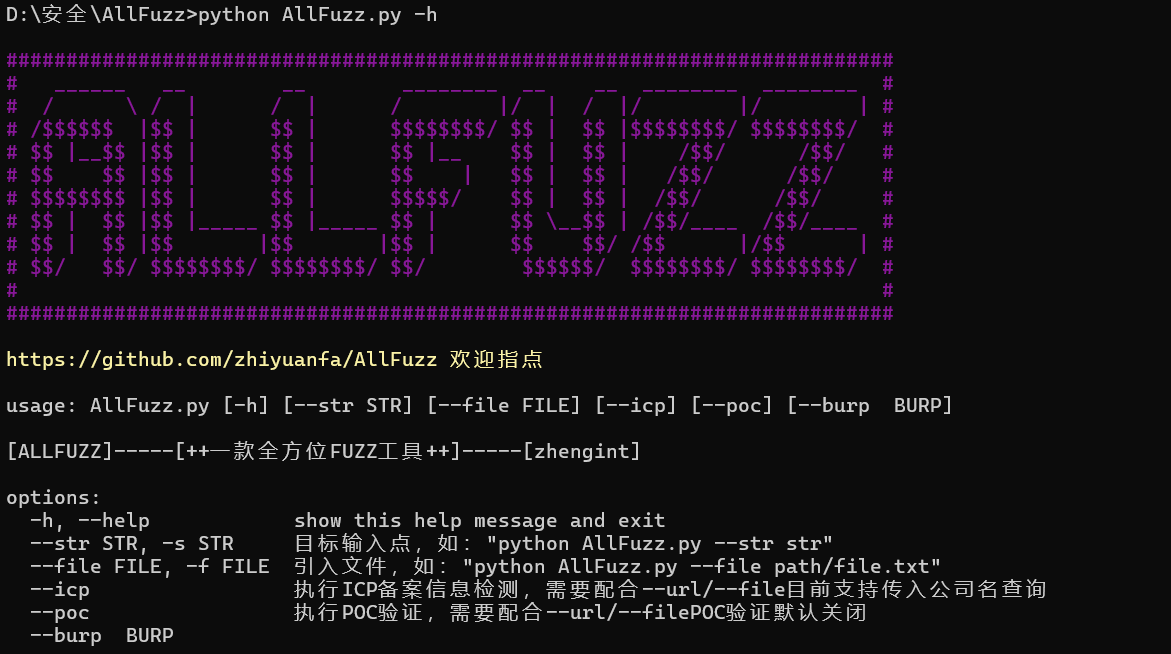 D:\安全\AllFuzz>python AllFuzz.py -h
##########################################################################
#   ______   __        __        ________  __    __  ________  ________  #
#  /      \ /  |      /  |      /        |/  |  /  |/        |/        | #
# /$$$$$$  |$$ |      $$ |      $$$$$$$$/ $$ |  $$ |$$$$$$$$/ $$$$$$$$/  #
# $$ |__$$ |$$ |      $$ |      $$ |__    $$ |  $$ |    /$$/      /$$/   #
# $$    $$ |$$ |      $$ |      $$    |   $$ |  $$ |   /$$/      /$$/    #
# $$$$$$$$ |$$ |      $$ |      $$$$$/    $$ |  $$ |  /$$/      /$$/     #
# $$ |  $$ |$$ |_____ $$ |_____ $$ |      $$ \__$$ | /$$/____  /$$/____  #
# $$ |  $$ |$$       |$$       |$$ |      $$    $$/ /$$      |/$$      | #
# $$/   $$/ $$$$$$$$/ $$$$$$$$/ $$/        $$$$$$/  $$$$$$$$/ $$$$$$$$/  #
#                                                                        #
##########################################################################
https://github.com/zhiyuanfa/AllFuzz 欢迎指点
usage: AllFuzz.py [-h] [--str STR] [--file FILE] [--icp] [--poc] [--burp  BURP]
[ALLFUZZ]-----[++一款全方位FUZZ工具++]-----[zhengint]
options:
  -h, --help            show this help message and exit
  --str STR, -s STR     目标输入点，如："python AllFuzz.py --str str"
  --file FILE, -f FILE  引入文件，如："python AllFuzz.py --file path/file.txt"
  --icp                 执行ICP备案信息检测，需要配合--url/--file目前支持传入公司名查询
  --poc                 执行POC验证，需要配合--url/--filePOC验证默认关闭
  --burp  BURP